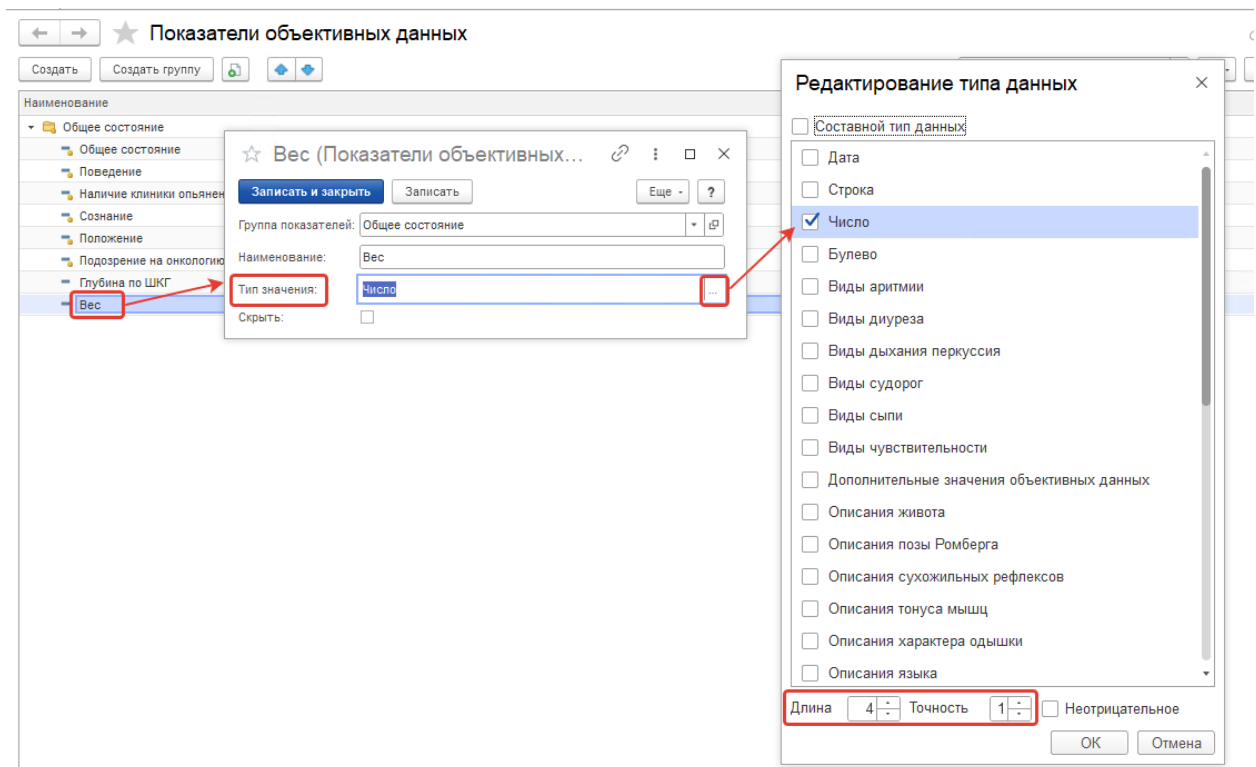 Показатели объективных данных
Создать
Создать группу
Наименование
Общее состояние
Общее состояние
Поведение
Наличие клиники опьянен
Сознание
Положение
Подозрение на онкологию
Глубина по ШКГ
Вес
Вес (Показатели объективных...
Записать и закрыть
Записать
Еще
?
Группа показателей: Общее состояние
Наименование: Вес
Тип значения: Число
...
Скрыть:
Редактирование типа данных
Составной тип данных
Дата
Строка
Число
Булево
Виды аритмии
Виды диуреза
Виды дыхания перкуссия
Виды судорог
Виды сыпи
Виды чувствительности
Дополнительные значения объективных данных
Описания живота
Описания позы Ромберга
Описания сухожильных рефлексов
Описания тонуса мышц
Описания характера одышки
Описания языка
Длина 4 Точность 1 Неотрицательное
ОК Отмена